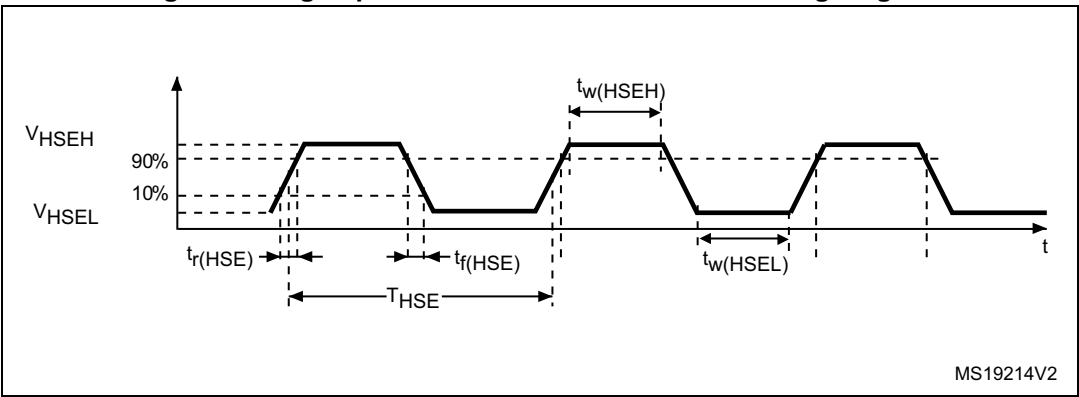 tw(HSEH)
VHSEH
90%
10%
VHSEL
tr(HSE)
tf(HSE)
tw(HSEL)
t
THSE
MS19214V2